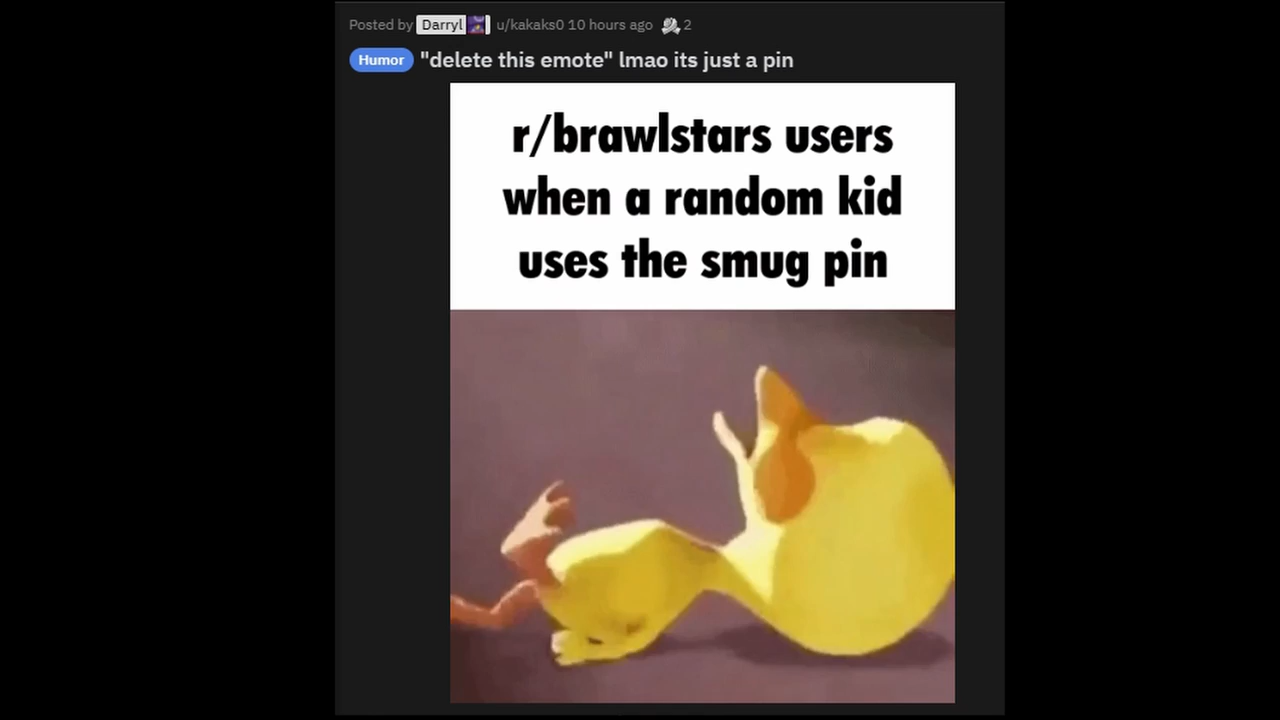 Posted by Darryl u/kakaks0 10 hours ago 2
Humor "delete this emote" lmao its just a pin
r/brawlstars users
when a random kid
uses the smug pin